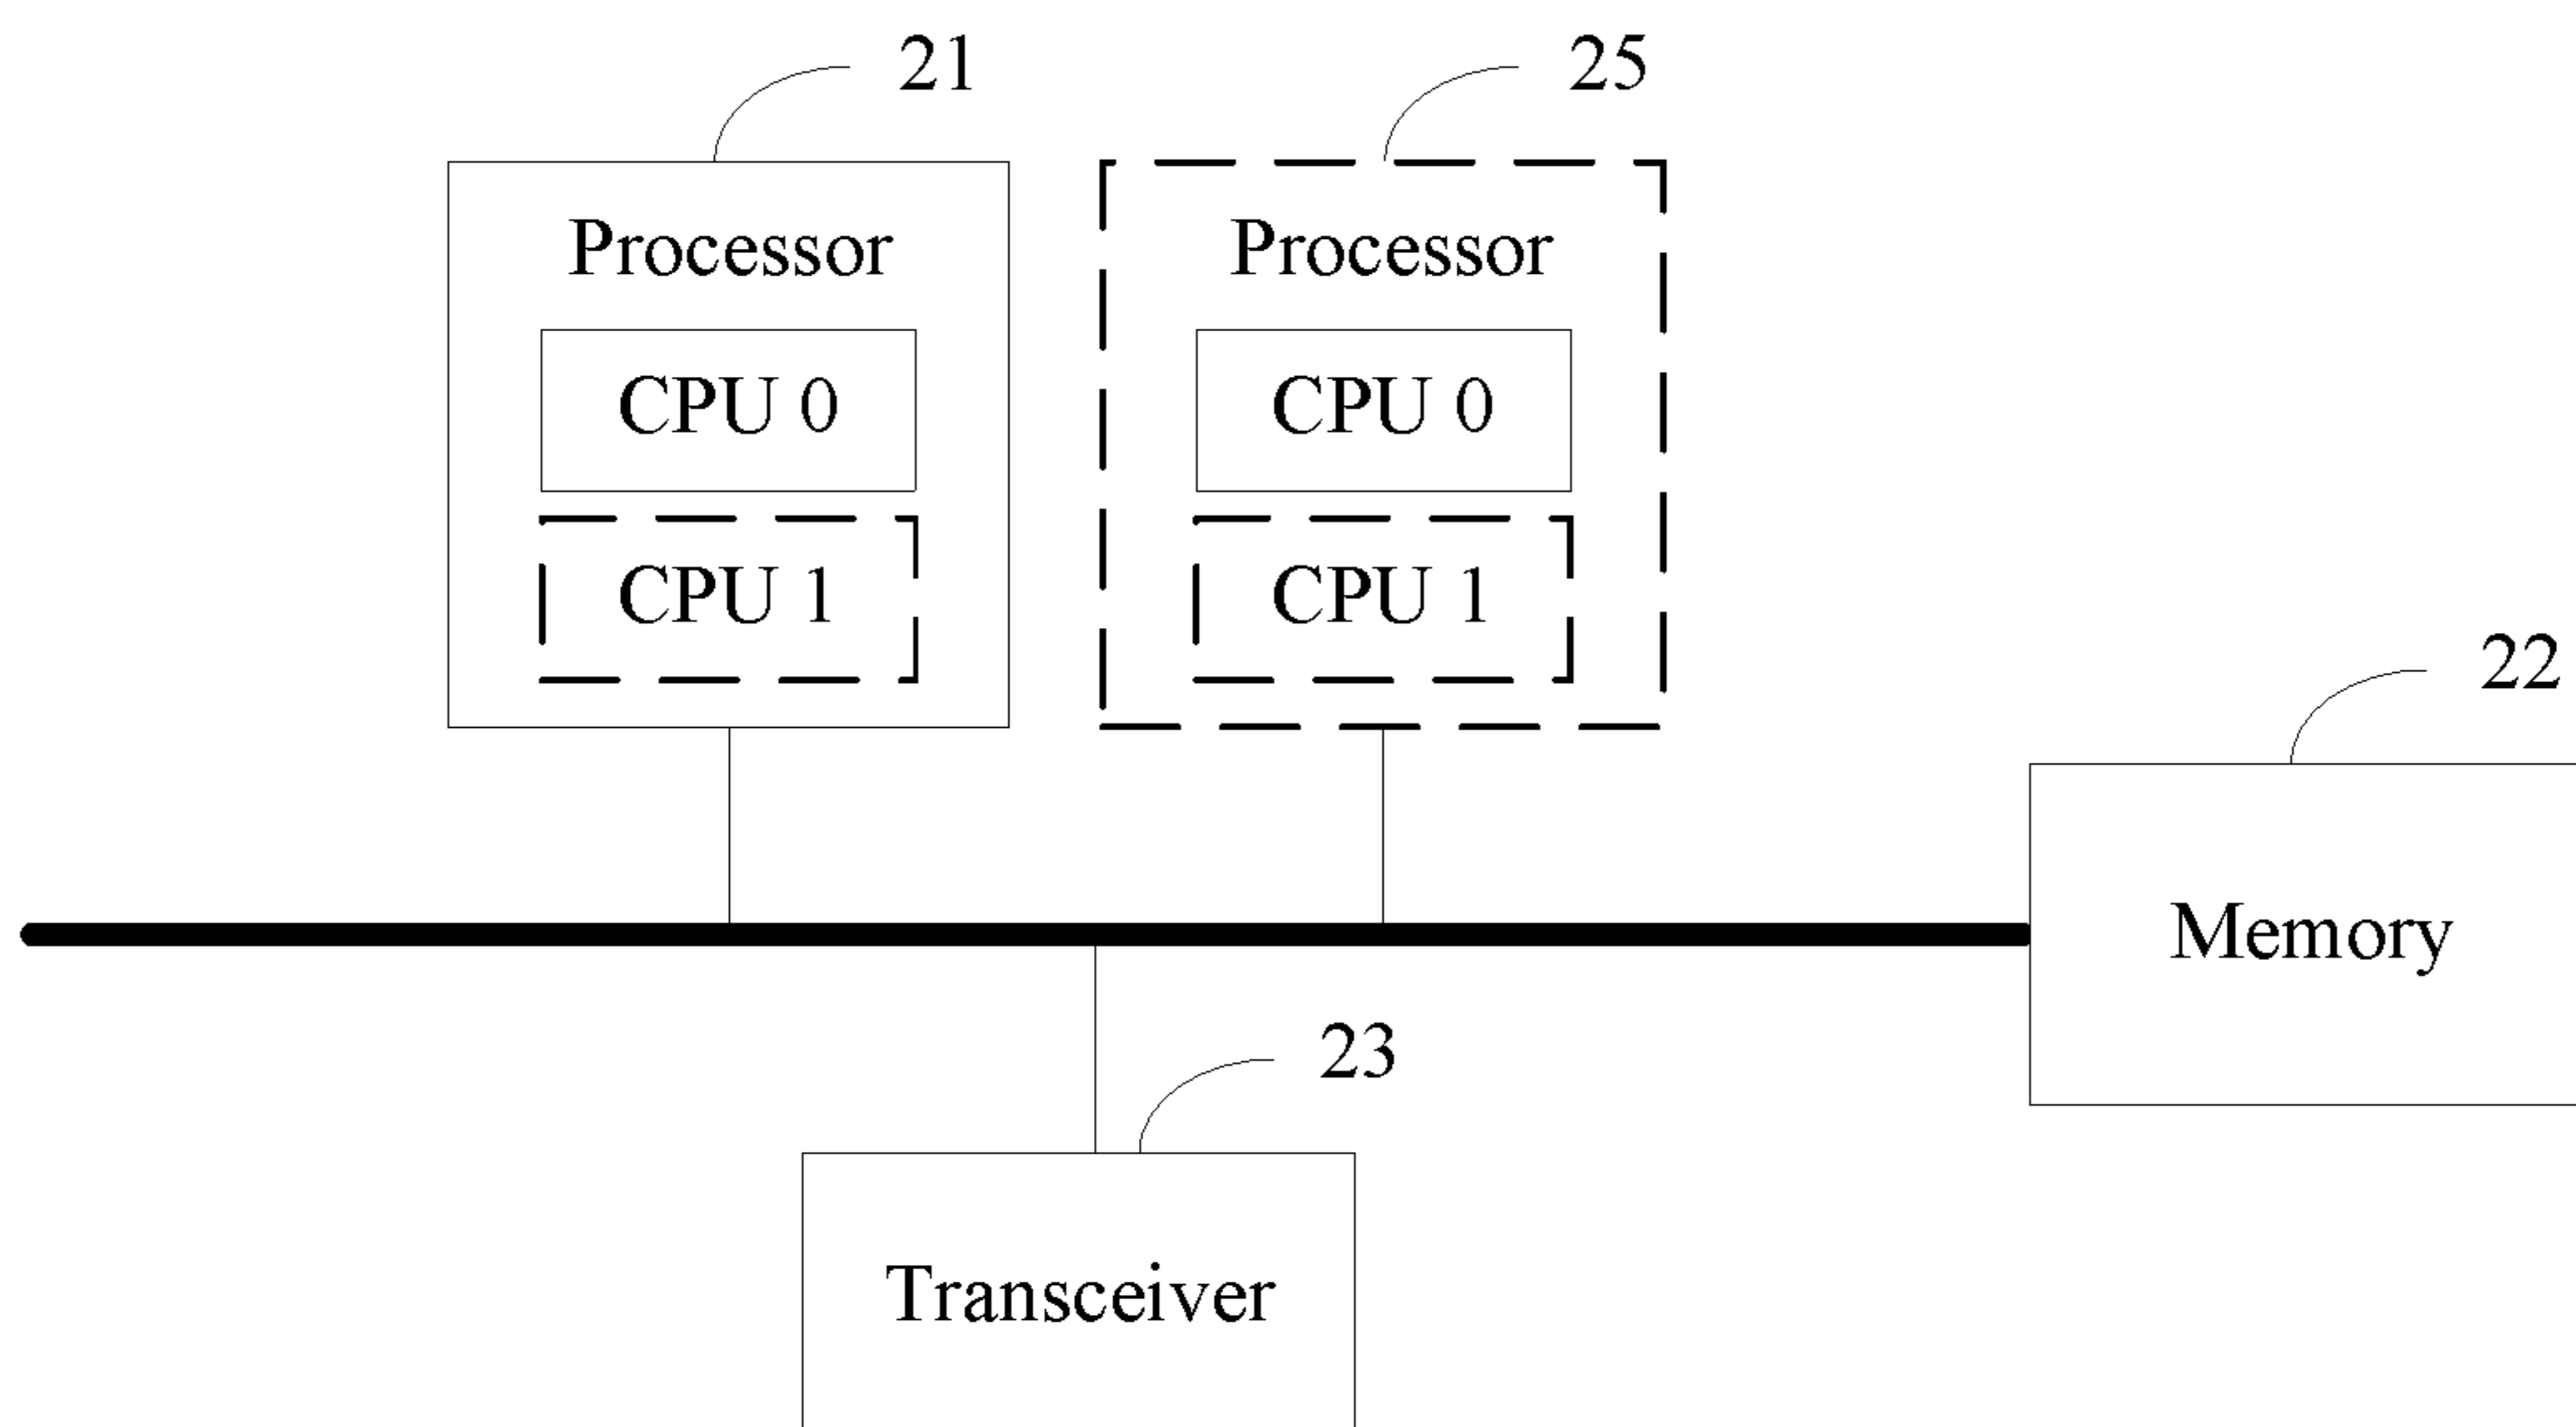 21
25
Processor
Processor
CPU 0
CPU 0
CPU 1
CPU 1
22
Memory
23
Transceiver